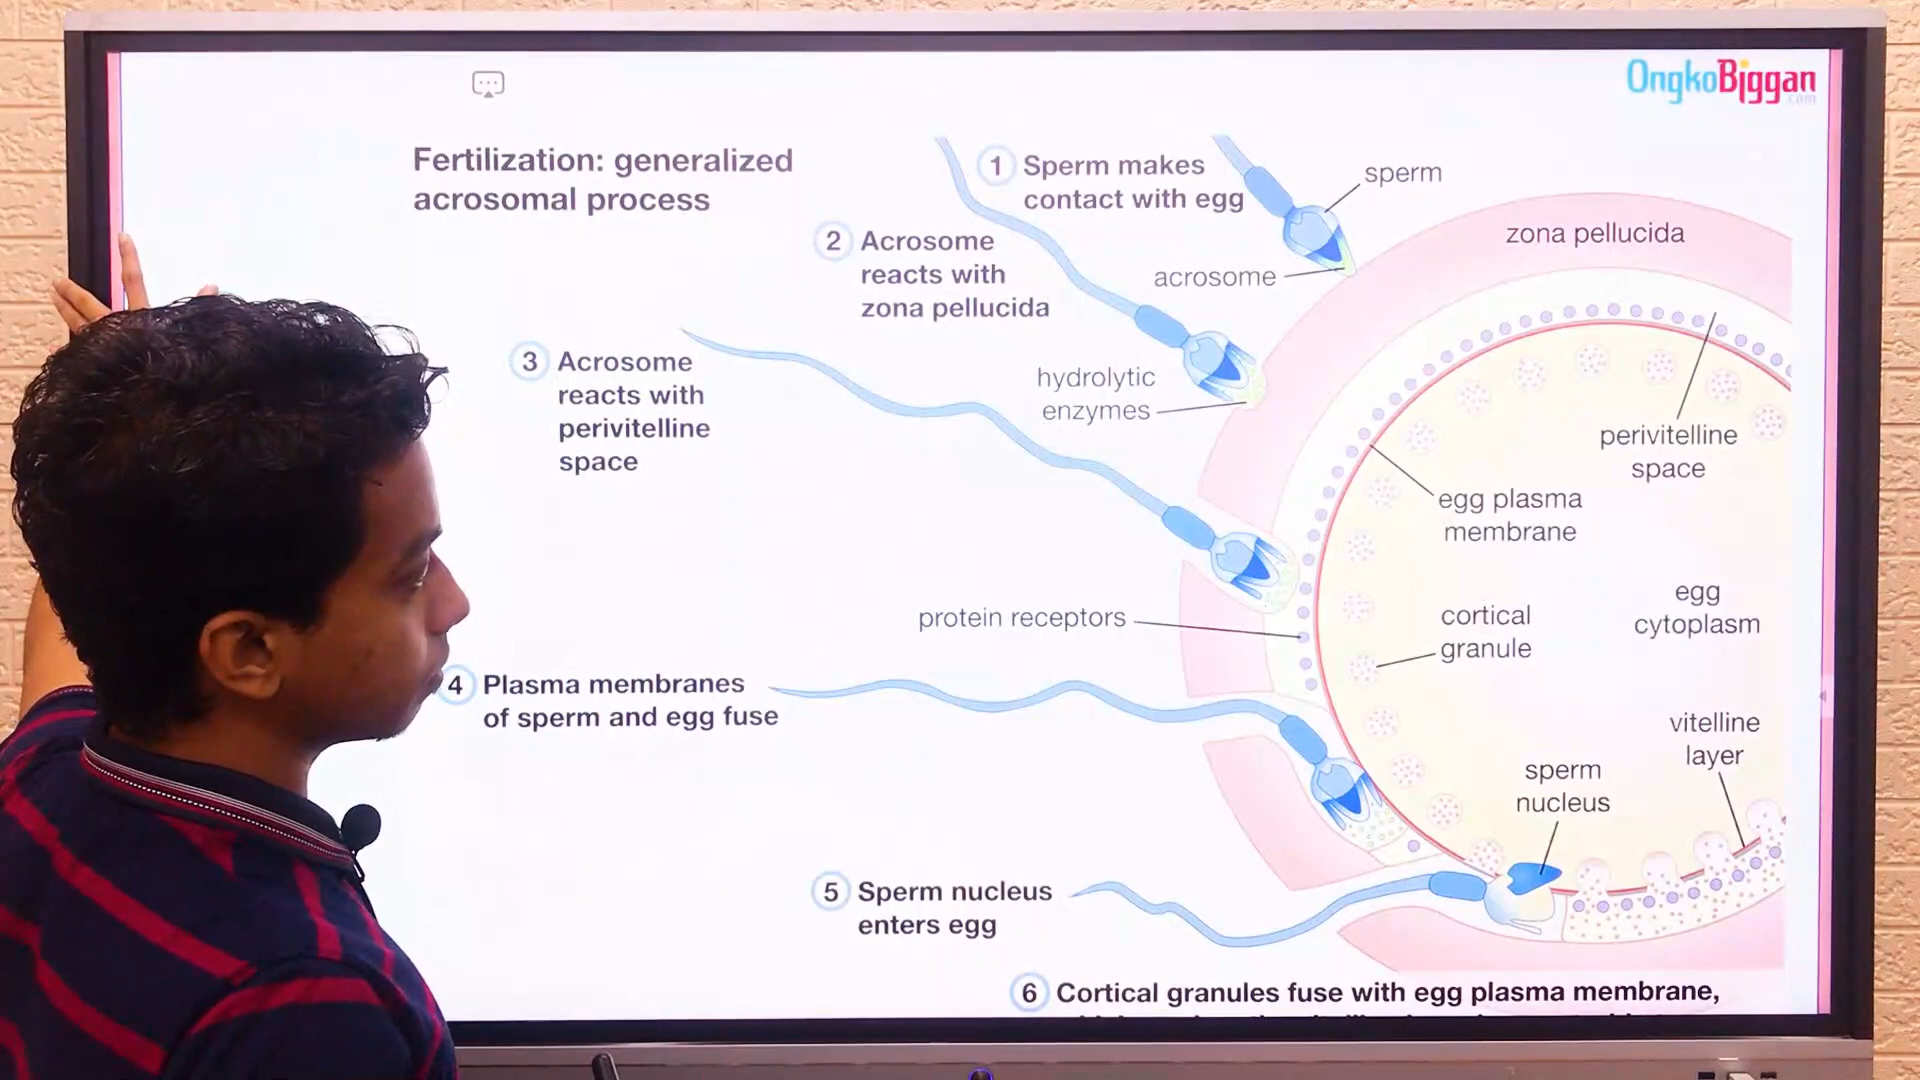 OngkoBiggan
.com
Fertilization: generalized
acrosomal process
1 Sperm makes
contact with egg
sperm
zona pellucida
2 Acrosome
reacts with
zona pellucida
acrosome
3 Acrosome
reacts with
perivitelline
space
hydrolytic
enzymes
perivitelline
space
egg plasma
membrane
protein receptors
cortical
granule
egg
cytoplasm
4 Plasma membranes
of sperm and egg fuse
vitelline
layer
sperm
nucleus
5 Sperm nucleus
enters egg
6 Cortical granules fuse with egg plasma membrane,